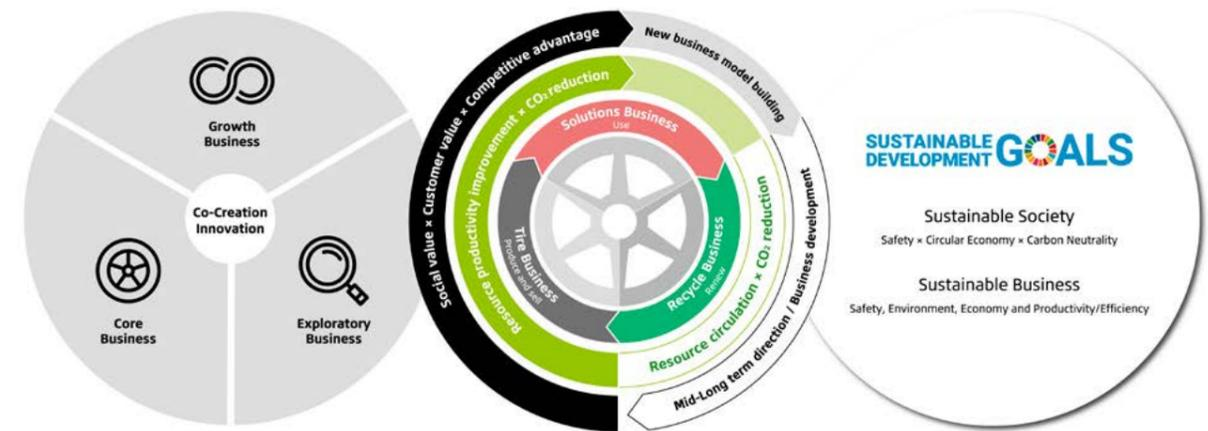 Growth
Business
Co-Creation
Innovation
Core
Business
Exploratory
Business
Social value × Customer value × Competitive advantage
New business model building
Mid-Long term direction / Business development
Resource productivity improvement × CO₂ reduction
Resource circulation × CO₂ reduction
Solutions Business
Use
Tire Business
Produce and sell
Recycle Business
Renew
SUSTAINABLE
DEVELOPMENT
GOALS
Sustainable Society
Safety × Circular Economy × Carbon Neutrality
Sustainable Business
Safety, Environment, Economy and Productivity/Efficiency